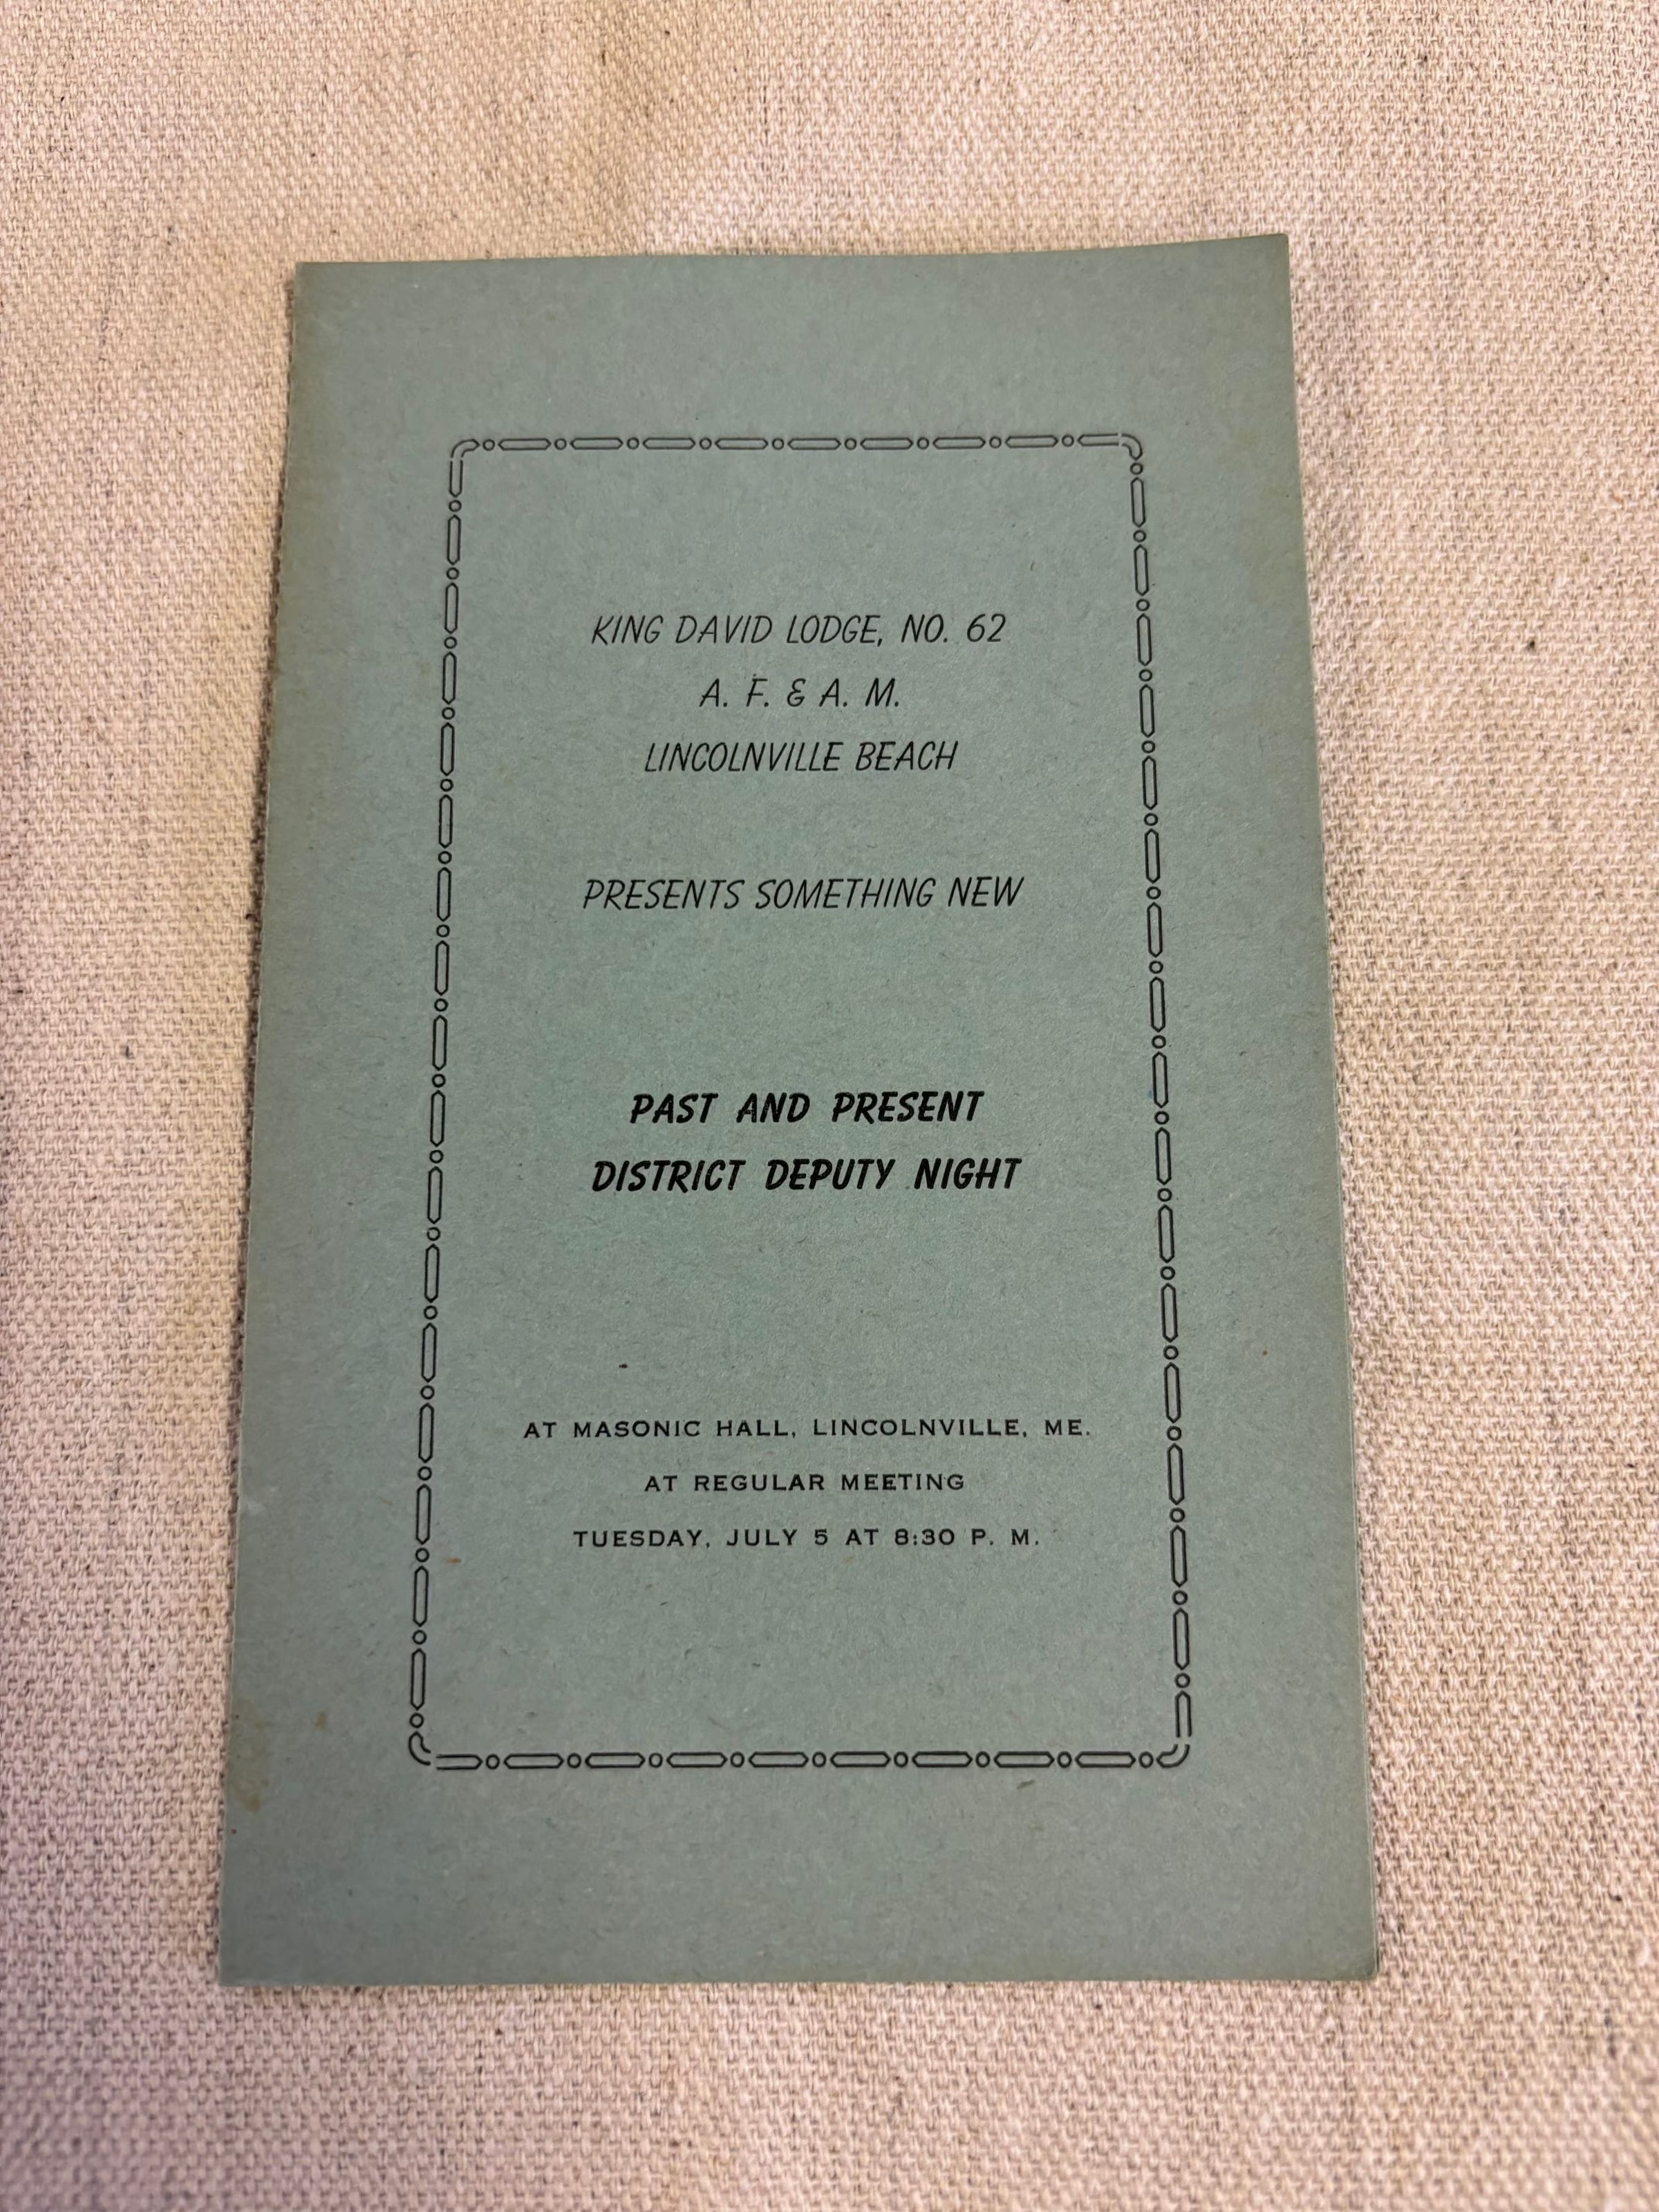 KING DAVID LODGE, NO. 62
A. F. & A. M.
LINCOLNVILLE BEACH
PRESENTS SOMETHING NEW
PAST AND PRESENT
DISTRICT DEPUTY NIGHT
AT MASONIC HALL, LINCOLNVILLE, ME.
AT REGULAR MEETING
TUESDAY, JULY 5 AT 8:30 P. M.